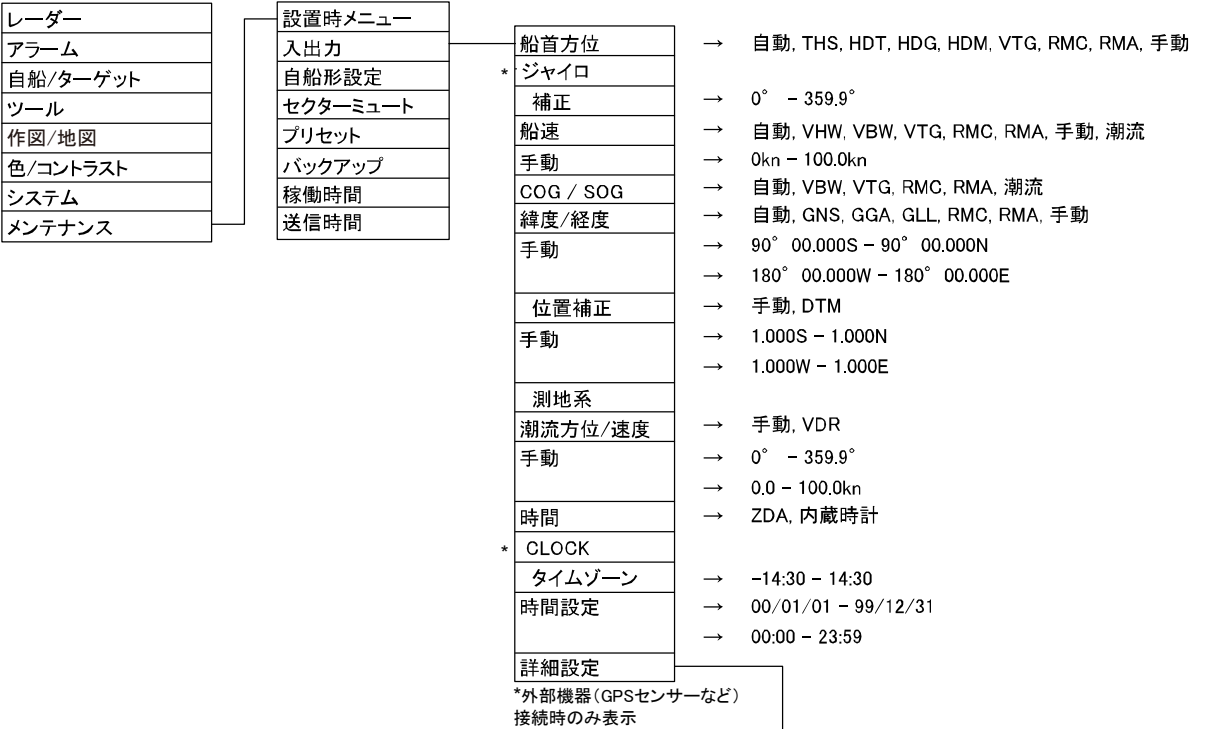 レーダー
アラーム
自船/ターゲット
ツール
作図/地図
色/コントラスト
システム
メンテナンス
設置時メニュー
入出力
自船形設定
セクターミュート
プリセット
バックアップ
稼働時間
送信時間
船首方位 → 自動, THS, HDT, HDG, HDM, VTG, RMC, RMA, 手動
* ジャイロ
補正 → 0° - 359.9°
船速 → 自動, VHW, VBW, VTG, RMC, RMA, 手動, 潮流
手動 → 0kn - 100.0kn
COG / SOG → 自動, VBW, VTG, RMC, RMA, 潮流
緯度/経度 → 自動, GNS, GGA, GLL, RMC, RMA, 手動
手動 → 90° 00.000S - 90° 00.000N
→ 180° 00.000W - 180° 00.000E
位置補正 → 手動, DTM
手動 → 1.000S - 1.000N
→ 1.000W - 1.000E
測地系
潮流方位/速度 → 手動, VDR
手動 → 0° - 359.9°
→ 0.0 - 100.0kn
時間 → ZDA, 内蔵時計
* CLOCK
タイムゾーン → -14:30 - 14:30
時間設定 → 00/01/01 - 99/12/31
→ 00:00 - 23:59
詳細設定
*外部機器(GPSセンサーなど)
接続時のみ表示